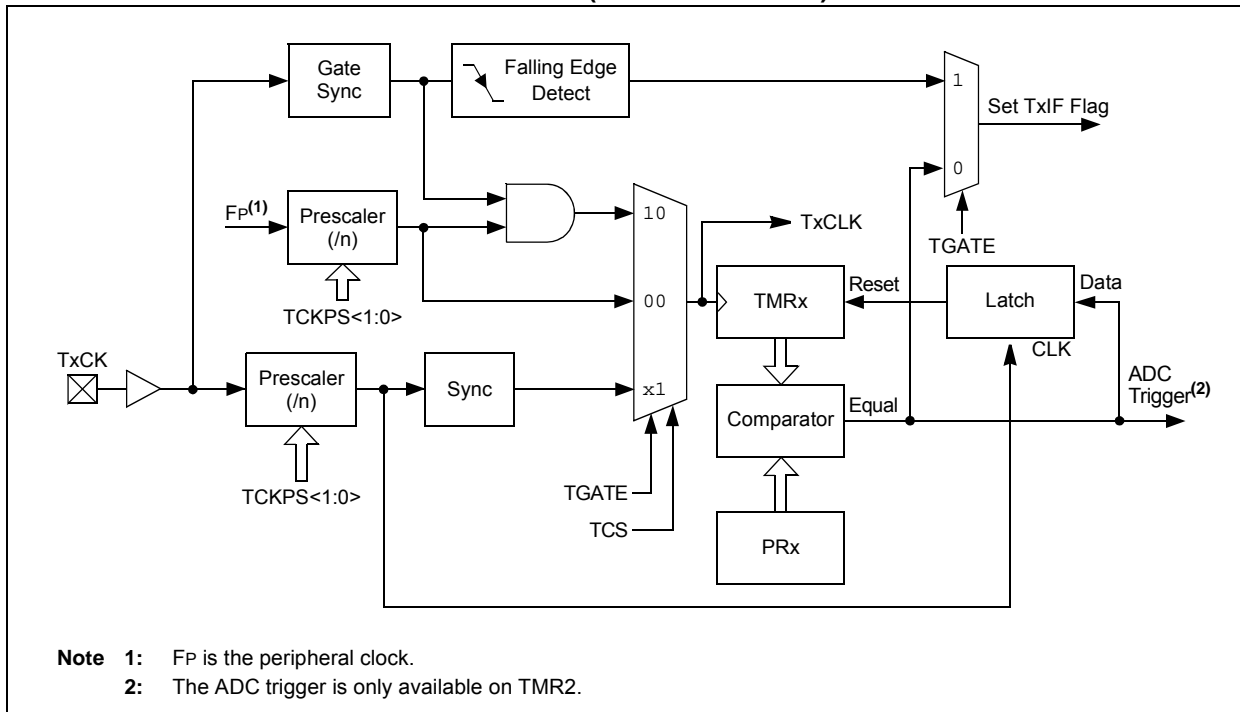 Gate
Sync
Falling Edge
Detect
1
Set TxIF Flag
0
FP(1)
Prescaler
(/n)
10
TxCLK
TGATE
TCKPS<1:0>
00
TMRx
Reset
Latch
Data
CLK
TxCK
Prescaler
(/n)
Sync
x1
Comparator
Equal
ADC
Trigger(2)
TCKPS<1:0>
TGATE
TCS
PRx
Note 1: FP is the peripheral clock.
2: The ADC trigger is only available on TMR2.